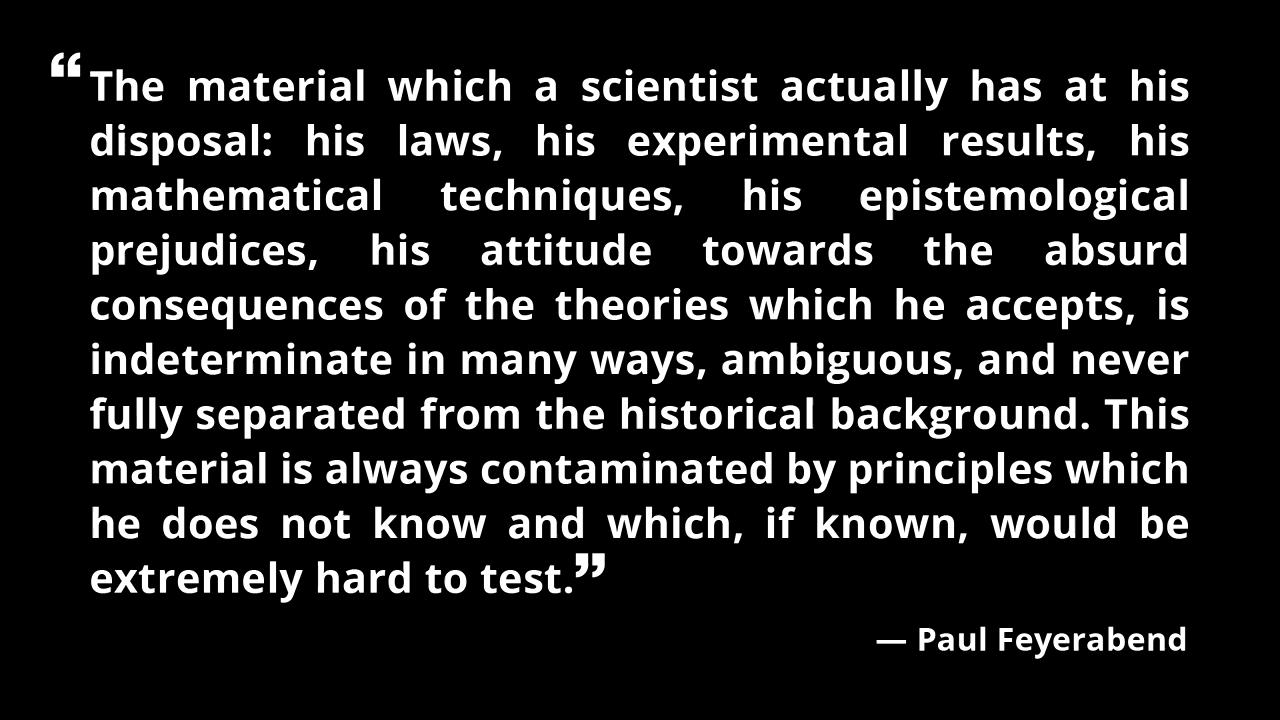 “The material which a scientist actually has at his
disposal: his laws, his experimental results, his
mathematical techniques, his epistemological
prejudices, his attitude towards the absurd
consequences of the theories which he accepts, is
indeterminate in many ways, ambiguous, and never
fully separated from the historical background. This
material is always contaminated by principles which
he does not know and which, if known, would be
extremely hard to test.”
— Paul Feyerabend